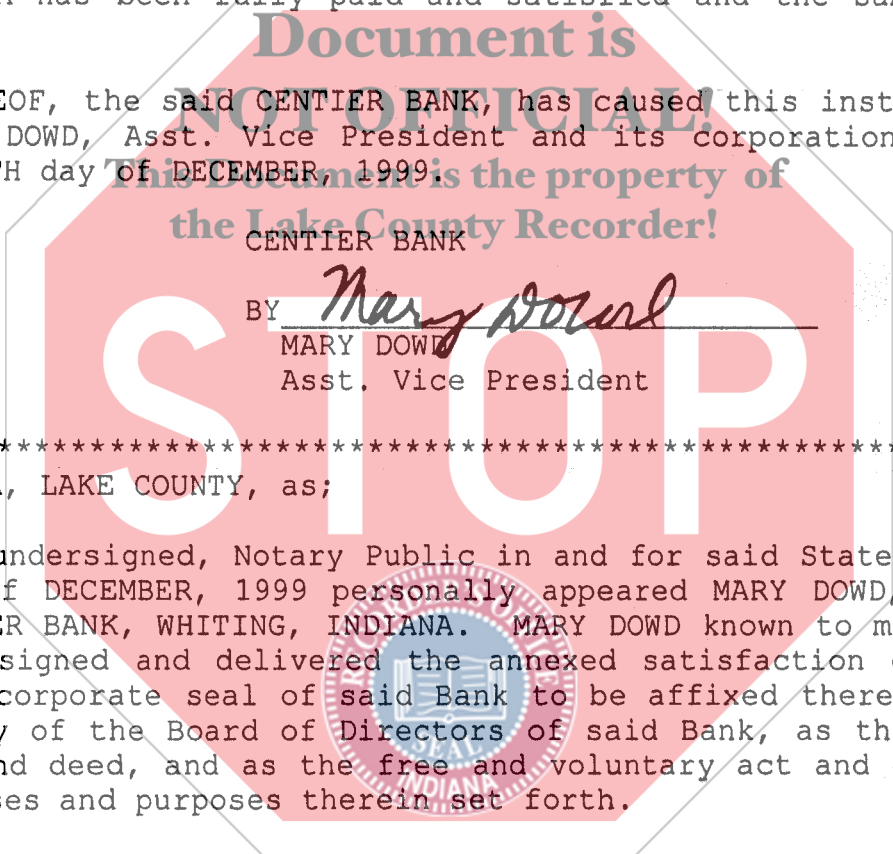 has been fully paid and satisfied and the
Document is
EOF, the said CENTIER BANK, has caused this inst
NOT OFFICIAL!
DOWD, Asst. Vice President and its corporation
TH day of DECEMBER, 1999.
This Document is the property of
the Lake County Recorder!
CENTIER BANK
BY Mary Dowd
MARY DOWD
Asst. Vice President
STOP
****************************************************
, LAKE COUNTY, as;
undersigned, Notary Public in and for said State
f DECEMBER, 1999 personally appeared MARY DOWD,
ER BANK, WHITING, INDIANA. MARY DOWD known to m
signed and delivered the annexed satisfaction
corporate seal of said Bank to be affixed there
y of the Board of Directors of said Bank, as th
nd deed, and as the free and voluntary act and
ses and purposes therein set forth.
SEAL
INDIANA